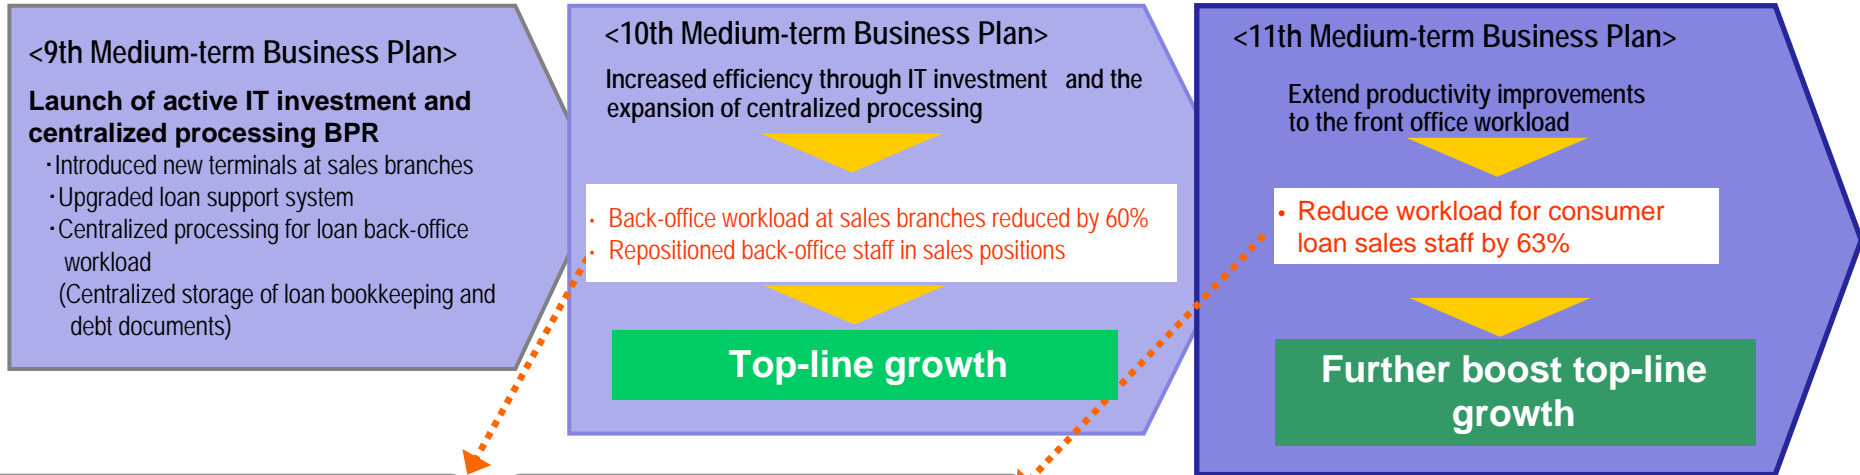 <9th Medium-term Business Plan>
Launch of active IT investment and
centralized processing BPR
・Introduced new terminals at sales branches
・Upgraded loan support system
・Centralized processing for loan back-office
workload
(Centralized storage of loan bookkeeping and
debt documents)
<10th Medium-term Business Plan>
Increased efficiency through IT investment and the
expansion of centralized processing
・ Back-office workload at sales branches reduced by 60%
・ Repositioned back-office staff in sales positions
Top-line growth
<11th Medium-term Business Plan>
Extend productivity improvements
to the front office workload
• Reduce workload for consumer
loan sales staff by 63%
Further boost top-line
growth